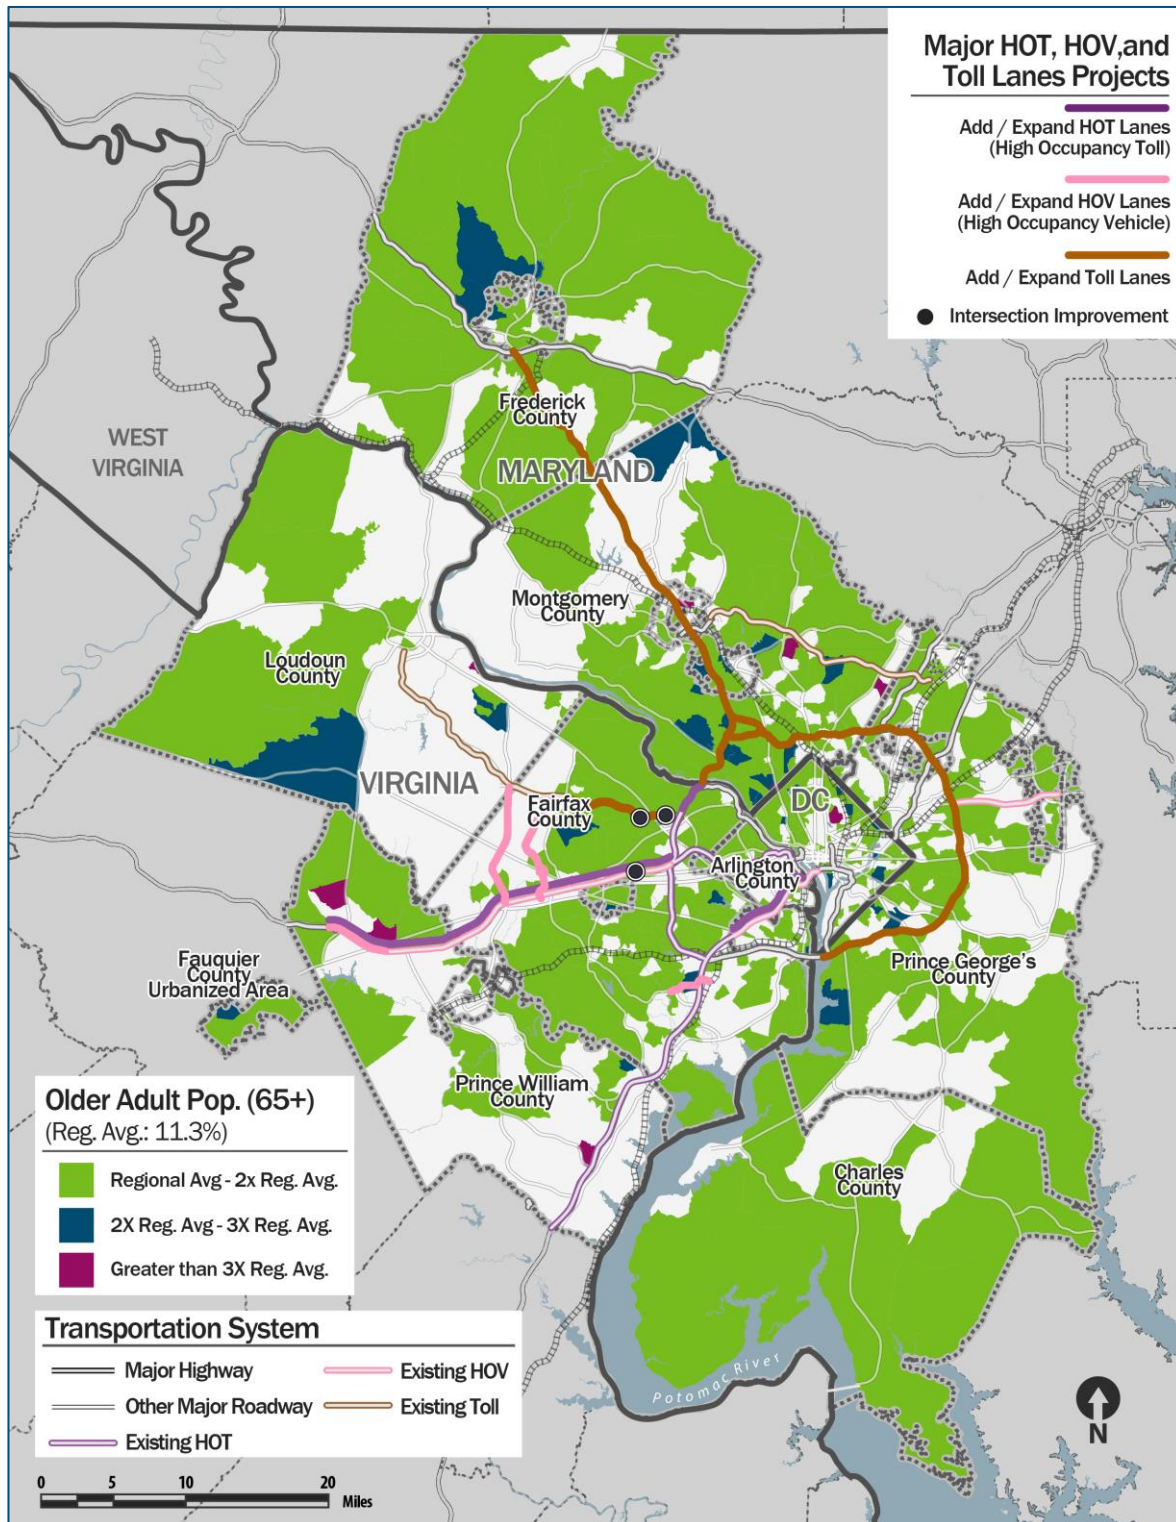 Major HOT, HOV,and
Toll Lanes Projects
Add / Expand HOT Lanes
(High Occupancy Toll)
Add / Expand HOV Lanes
(High Occupancy Vehicle)
Add / Expand Toll Lanes
Intersection Improvement
Frederick
County
WEST
VIRGINIA
MARYLAND
Montgomery
County
Loudoun
County
VIRGINIA
Fairfax
County
DC
Arlington
County
Fauquier
County
Urbanized Area
Prince George's
County
Prince William
County
Charles
County
Potomac River
Older Adult Pop. (65+)
(Reg. Avg.: 11.3%)
Regional Avg - 2x Reg. Avg.
2X Reg. Avg - 3X Reg. Avg.
Greater than 3X Reg. Avg.
Transportation System
Major Highway
Existing HOV
Other Major Roadway
Existing Toll
Existing HOT
0 5 10 20
Miles
N